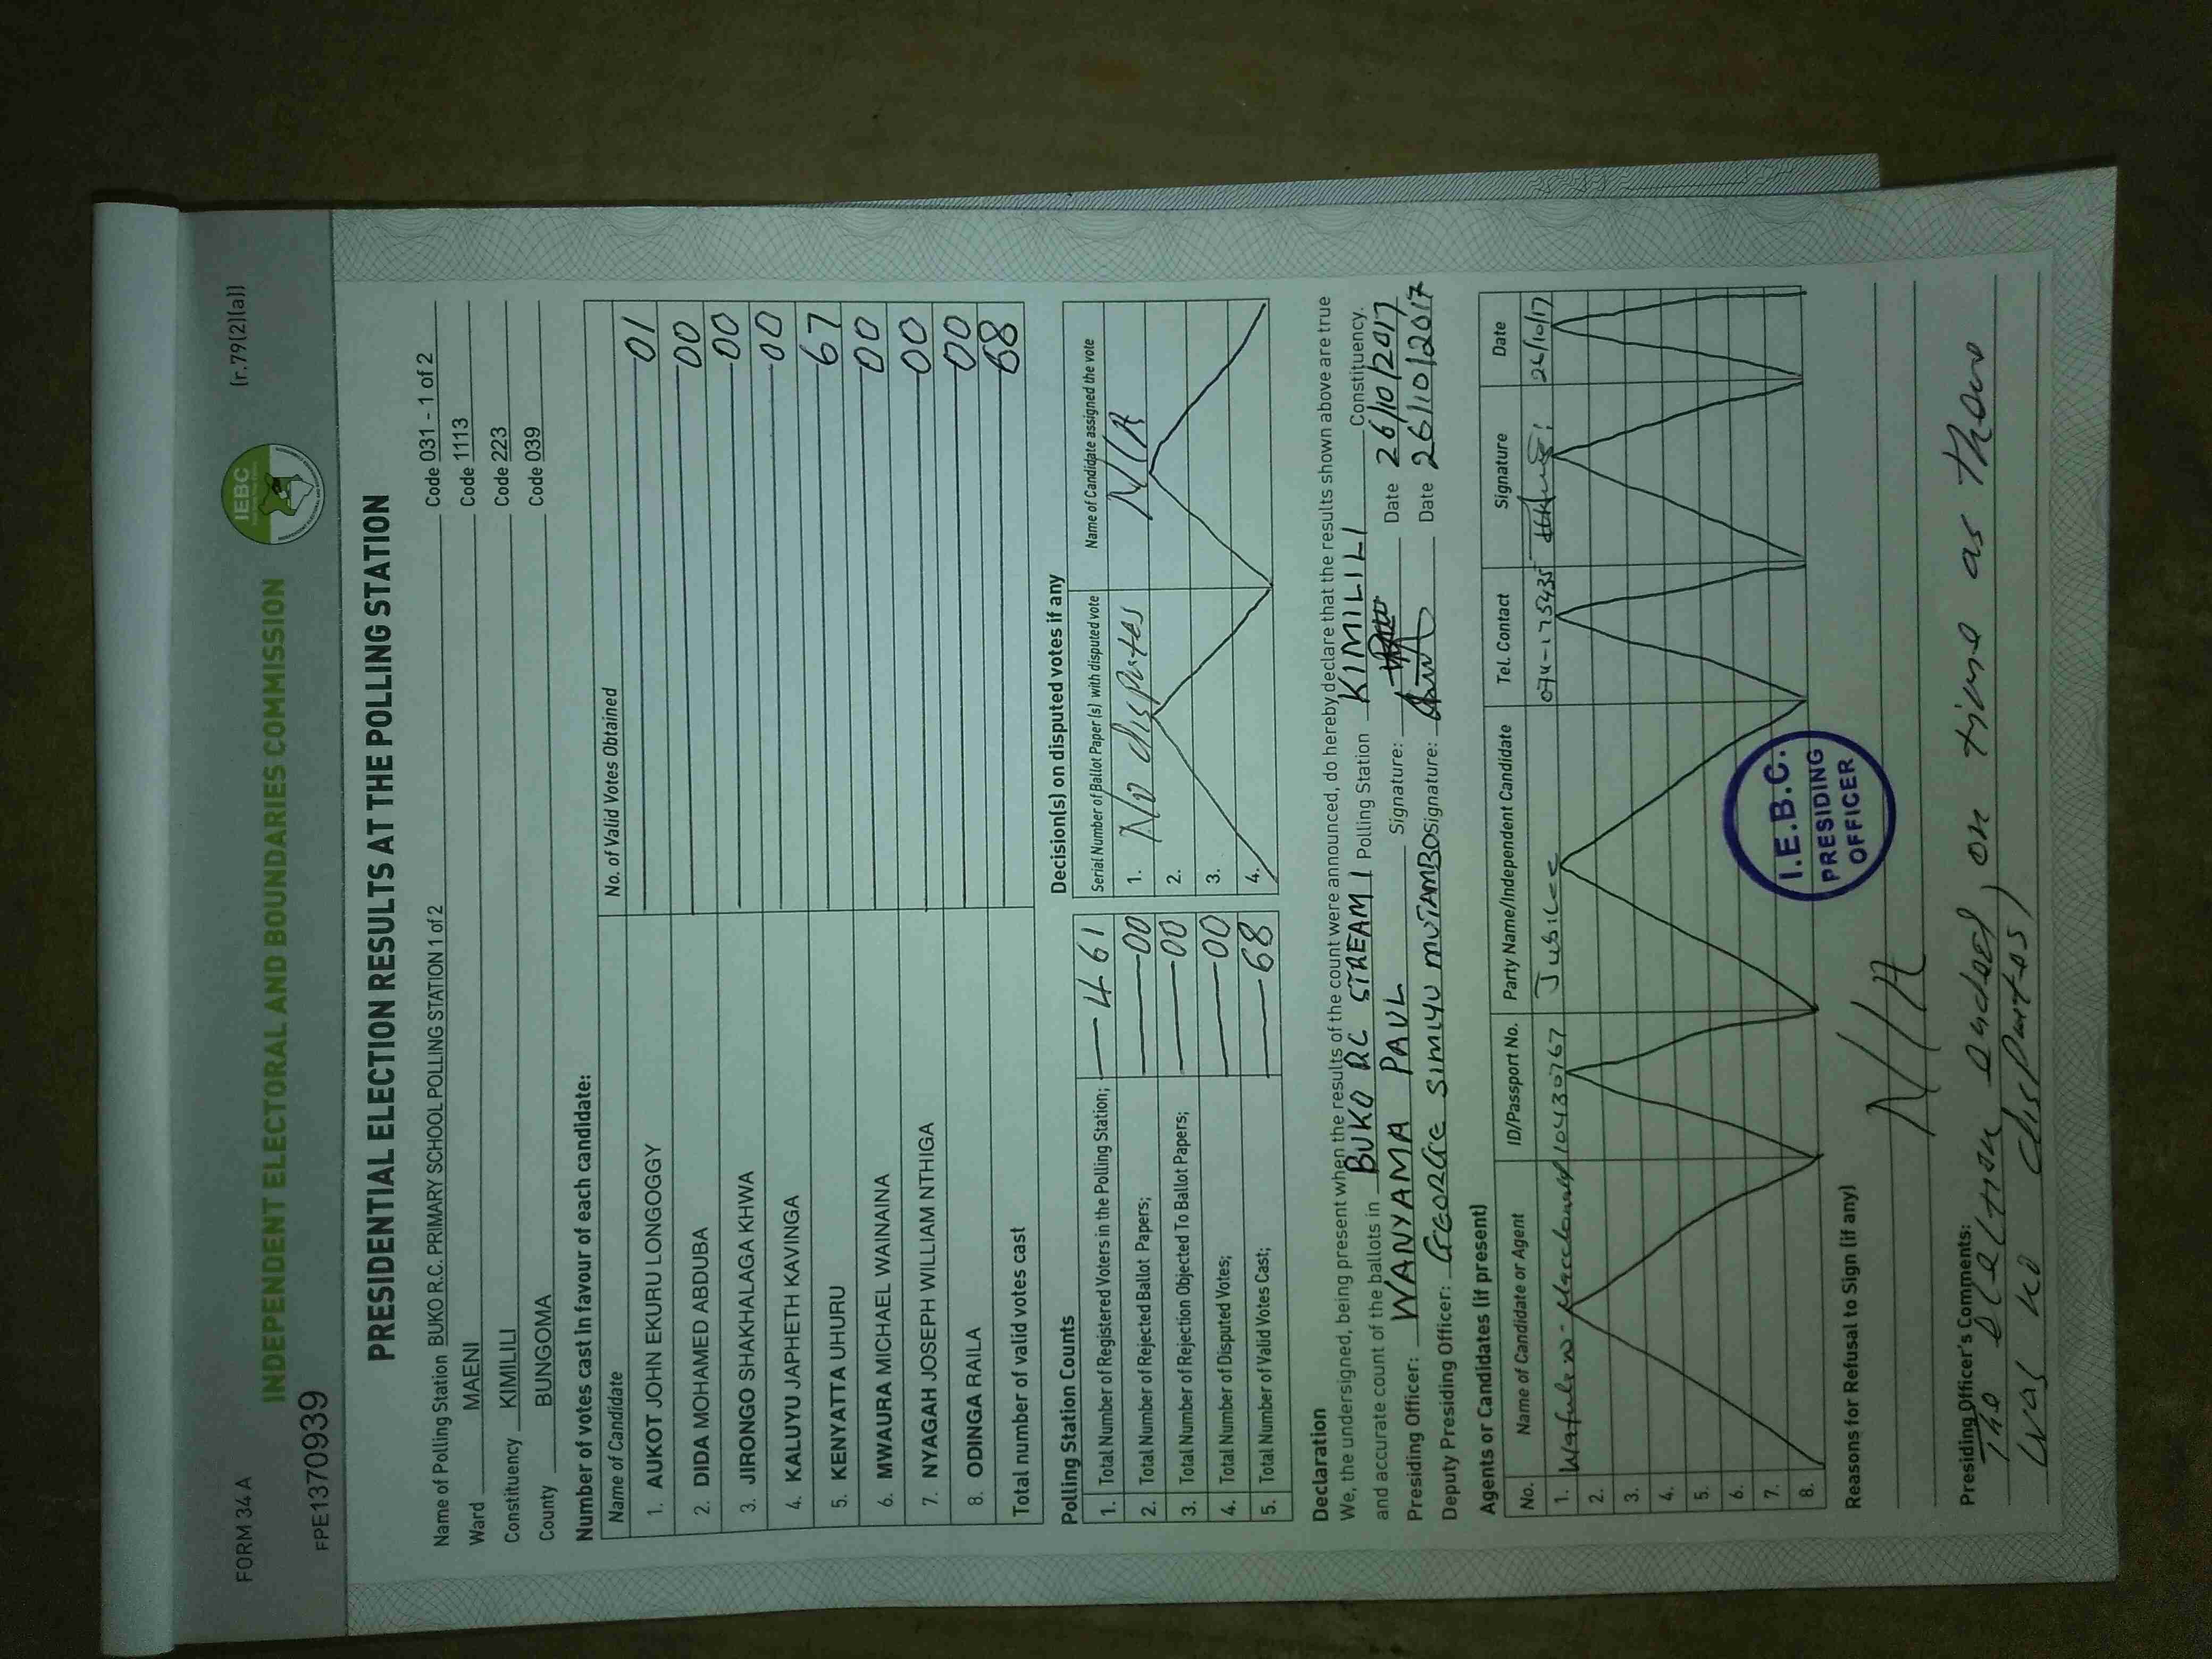 FORM 34 A
(r.79(2)(a))
IEBC
INDEPENDENT ELECTORAL AND BOUNDARIES COMMISSION
FPE1370939
PRESIDENTIAL ELECTION RESULTS AT THE POLLING STATION
Name of Polling Station BUKO R.C. PRIMARY SCHOOL POLLING STATION 1 of 2 Code 031 - 1 of 2
Ward MAENI Code 1113
Constituency KIMILILI Code 223
County BUNGOMA Code 039
Number of votes cast in favour of each candidate:
Name of Candidate No. of Valid Votes Obtained
1. AUKOT JOHN EKURU LONGOGGY 01
2. DIDA MOHAMED ABDUBA 00
3. JIRONGO SHAKHALAGA KHWA 00
4. KALUYU JAPHETH KAVINGA 00
5. KENYATTA UHURU 67
6. MWAURA MICHAEL WAINAINA 00
7. NYAGAH JOSEPH WILLIAM NTHIGA 00
8. ODINGA RAILA 00
Total number of valid votes cast 68
Polling Station Counts
1. Total Number of Registered Voters in the Polling Station; 461
2. Total Number of Rejected Ballot Papers; 00
3. Total Number of Rejection Objected To Ballot Papers; 00
4. Total Number of Disputed Votes; 00
5. Total Number of Valid Votes Cast; 68
Decision(s) on disputed votes if any
Serial Number of Ballot Paper (s) with disputed vote Name of Candidate assigned the vote
1. No disputes N/A
2.
3.
4.
Declaration
We, the undersigned, being present when the results of the count were announced, do hereby declare that the results shown above are true
and accurate count of the ballots in BUKO RC STREAM 1 Polling Station KIMILILI Constituency.
Presiding Officer: WANYAMA PAUL Signature: Date 26/10/2017
Deputy Presiding Officer: GEORGE SIMIYU MUTAMBO Signature: Date 26/10/2017
Agents or Candidates (if present)
No. Name of Candidate or Agent ID/Passport No. Party Name/Independent Candidate Tel. Contact Signature Date
1. 10430767 Jubilee 26/10/17
2.
3.
4.
5.
6.
7.
8.
I.E.B.C.
PRESIDING
OFFICER
Reasons for Refusal to Sign (if any)
N/A
Presiding Officer's Comments:
The ended on time as
was no disputes